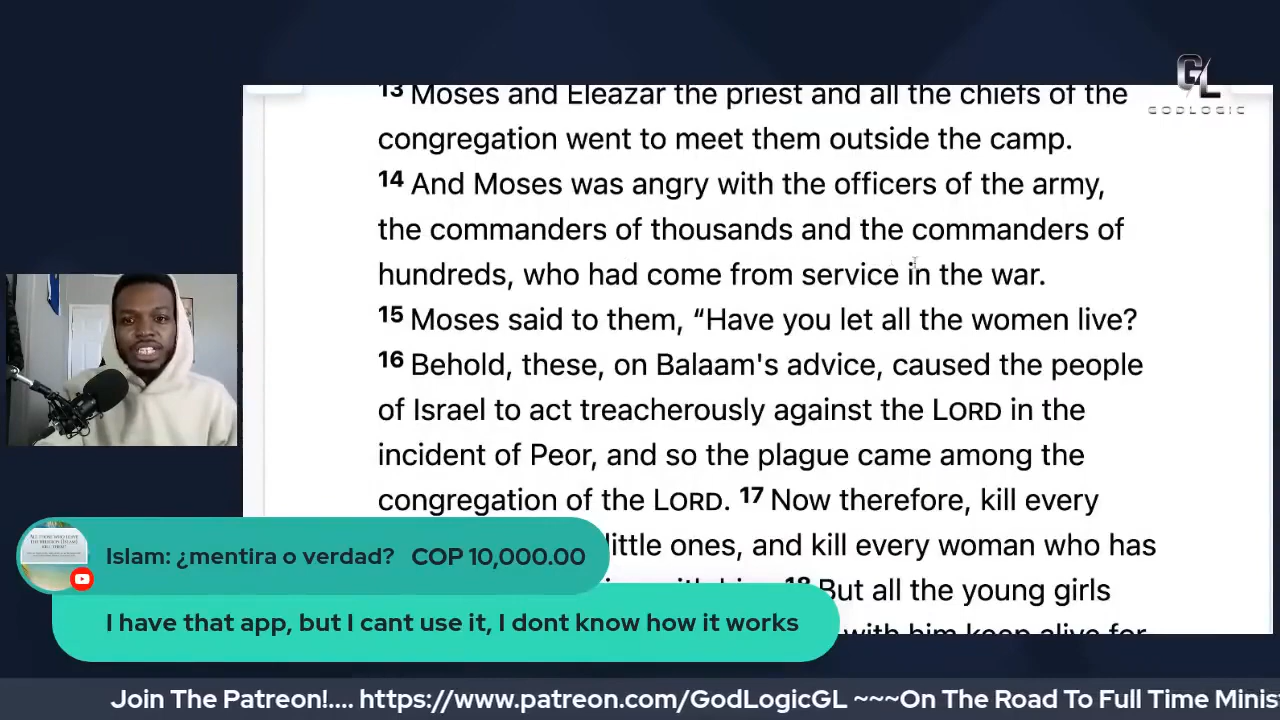 GL
GODLOGIC
13 Moses and Eleazar the priest and all the chiefs of the
congregation went to meet them outside the camp.
14 And Moses was angry with the officers of the army,
the commanders of thousands and the commanders of
hundreds, who had come from service in the war.
15 Moses said to them, “Have you let all the women live?
16 Behold, these, on Balaam's advice, caused the people
of Israel to act treacherously against the LORD in the
incident of Peor, and so the plague came among the
congregation of the LORD. 17 Now therefore, kill every
little ones, and kill every woman who has
18 But all the young girls
with him keep alive for
Islam: ¿mentira o verdad? COP 10,000.00
I have that app, but I cant use it, I dont know how it works
Join The Patreon!.... https://www.patreon.com/GodLogicGL ~~~On The Road To Full Time Minis